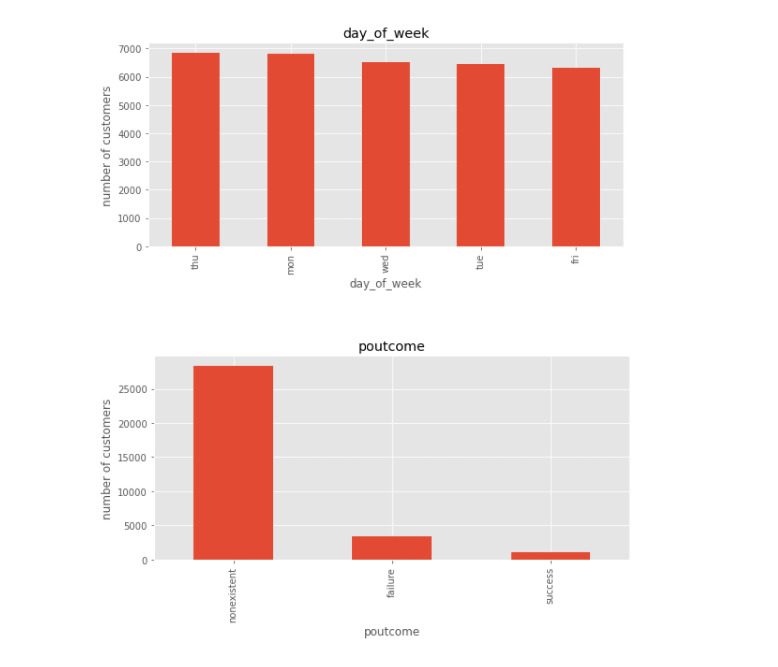 day_of_week
7000
6000
5000
4000
3000
2000
1000
0
number of customers
thu
mon
wed
tue
fri
day_of_week
poutcome
25000
20000
15000
10000
5000
0
number of customers
nonexistent
failure
success
poutcome